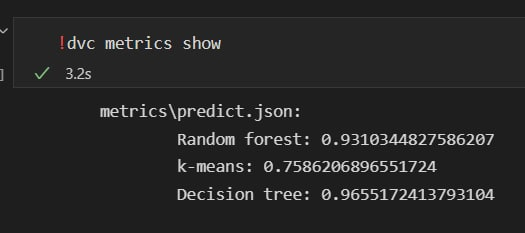 !dvc metrics show
3.2s
metrics\predict.json:
Random forest: 0.9310344827586207
k-means: 0.7586206896551724
Decision tree: 0.9655172413793104